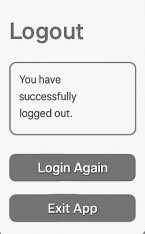 Logout
You have
successfully
logged out.
Login Again
Exit App